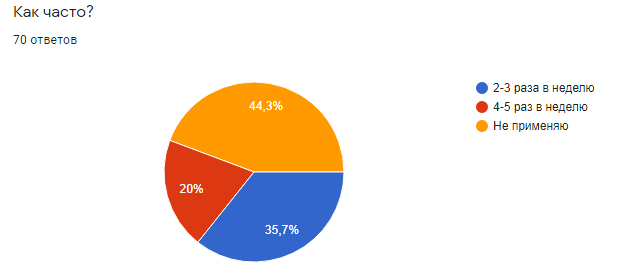 Как часто?
70 ответов
44,3%
20%
35,7%
2-3 раза в неделю
4-5 раз в неделю
Не применяю